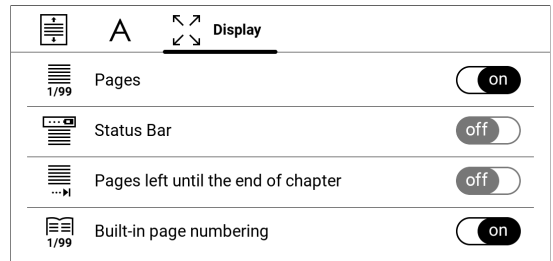 A Display
1/99 Pages on
Status Bar off
Pages left until the end of chapter off
1/99 Built-in page numbering on